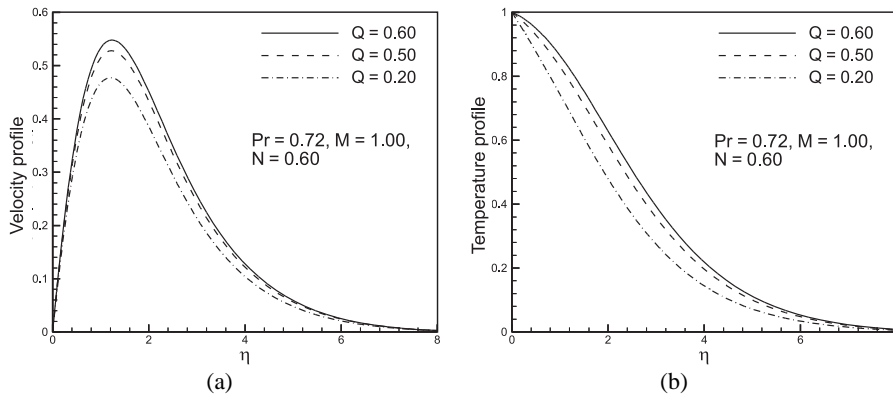 0.6
0.5
0.4
0.3
0.2
0.1
0
Velocity profile
Q = 0.60
Q = 0.50
Q = 0.20
Pr = 0.72, M = 1.00,
N = 0.60
0 2 4 6 8
η
(a)
1
0.8
0.6
0.4
0.2
0
Temperature profile
Q = 0.60
Q = 0.50
Q = 0.20
Pr = 0.72, M = 1.00,
N = 0.60
0 2 4 6
η
(b)